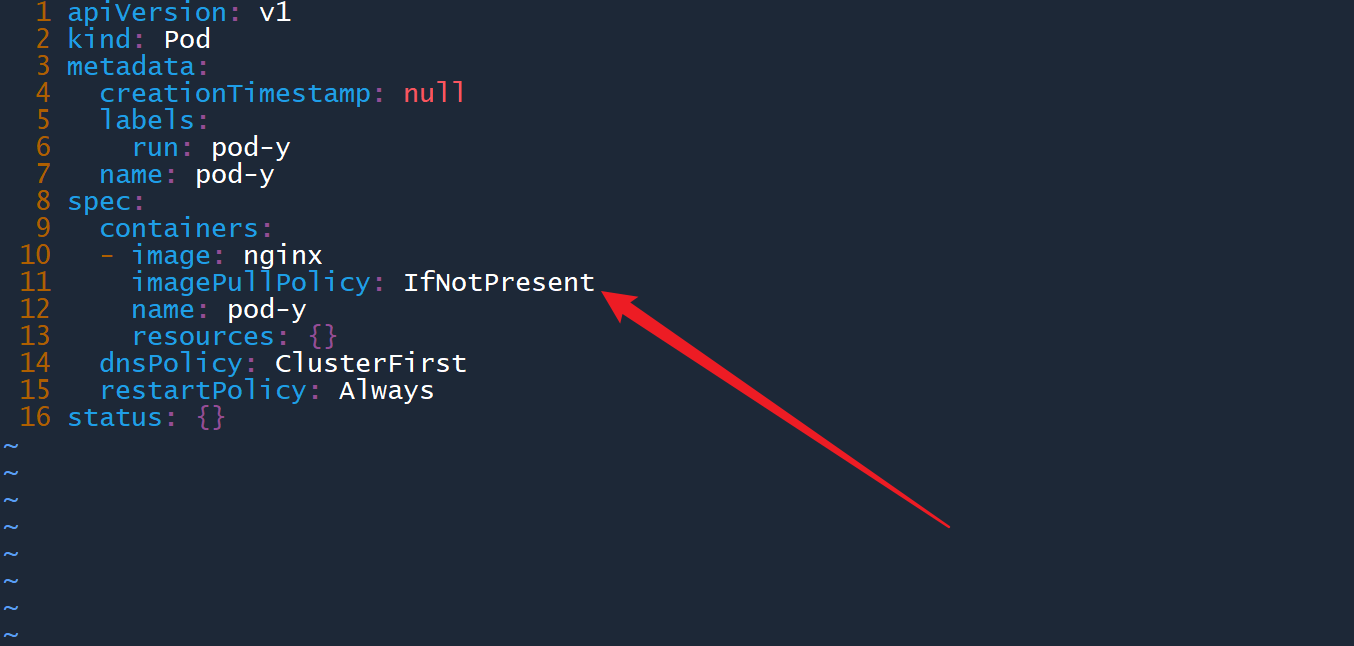 1 apiVersion: v1
2 kind: Pod
3 metadata:
4   creationTimestamp: null
5   labels:
6     run: pod-y
7   name: pod-y
8 spec:
9   containers:
10   - image: nginx
11     imagePullPolicy: IfNotPresent
12     name: pod-y
13     resources: {}
14   dnsPolicy: ClusterFirst
15   restartPolicy: Always
16 status: {}
~
~
~
~
~
~
~
~